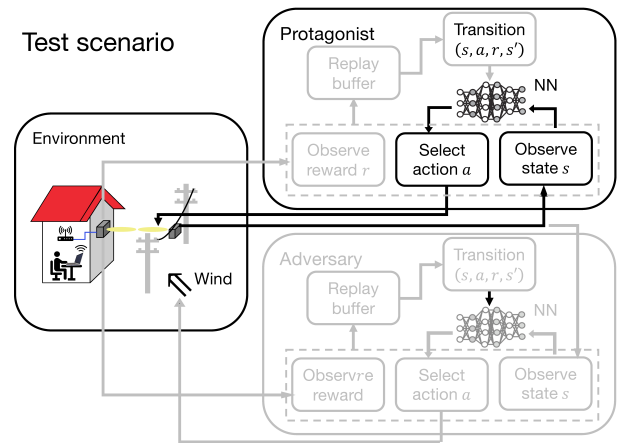 Test scenario
Protagonist
Transition
(s, a, r, s′)
Replay
buffer
NN
Environment
Observe
reward r
Select
action a
Observe
state s
Wind
Adversary
Transition
(s, a, r, s′)
Replay
buffer
NN
Observre
reward
Select
action a
Observe
state s